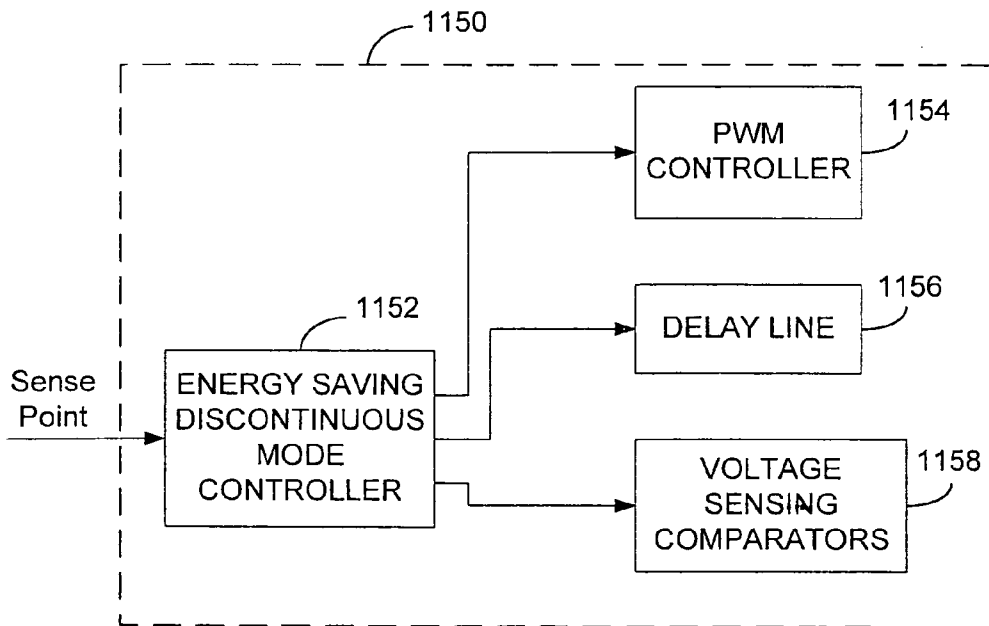 1150
PWM
CONTROLLER
1154
DELAY LINE
1156
1152
Sense
Point
ENERGY SAVING
DISCONTINUOUS
MODE
CONTROLLER
VOLTAGE
SENSING
COMPARATORS
1158